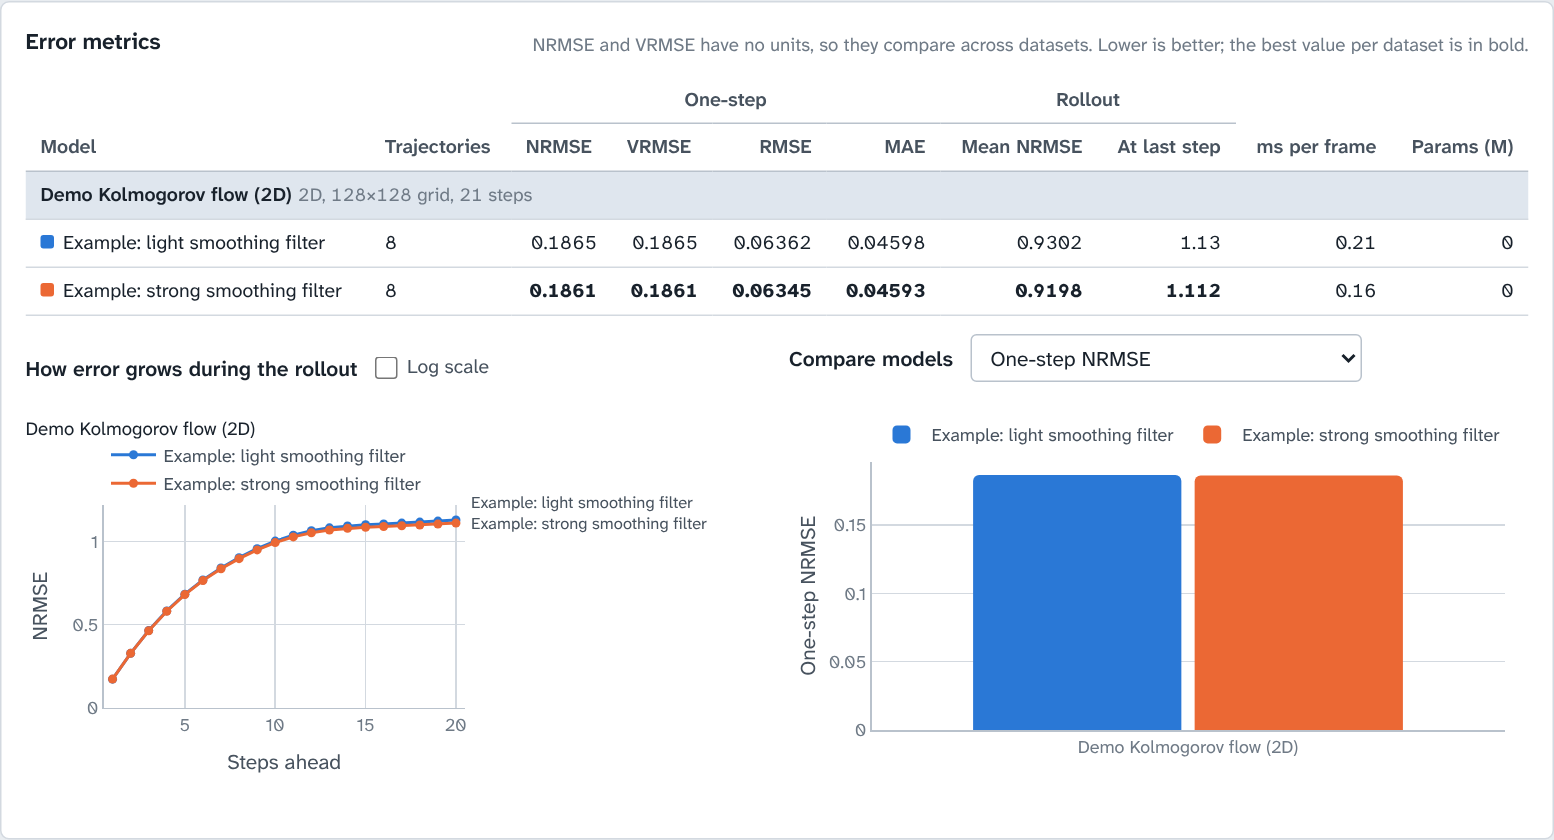 Error metrics
NRMSE and VRMSE have no units, so they compare across datasets. Lower is better; the best value per dataset is in bold.
One-step Rollout
Model Trajectories NRMSE VRMSE RMSE MAE Mean NRMSE At last step ms per frame Params (M)
Demo Kolmogorov flow (2D) 2D, 128×128 grid, 21 steps
Example: light smoothing filter 8 0.1865 0.1865 0.06362 0.04598 0.9302 1.13 0.21 0
Example: strong smoothing filter 8 0.1861 0.1861 0.06345 0.04593 0.9198 1.112 0.16 0
How error grows during the rollout Log scale
Demo Kolmogorov flow (2D)
Example: light smoothing filter
Example: strong smoothing filter
Example: light smoothing filter
Example: strong smoothing filter
1
0.5
0
NRMSE
5 10 15 20
Steps ahead
Compare models One-step NRMSE
Example: light smoothing filter Example: strong smoothing filter
0.15
0.1
0.05
0
One-step NRMSE
Demo Kolmogorov flow (2D)